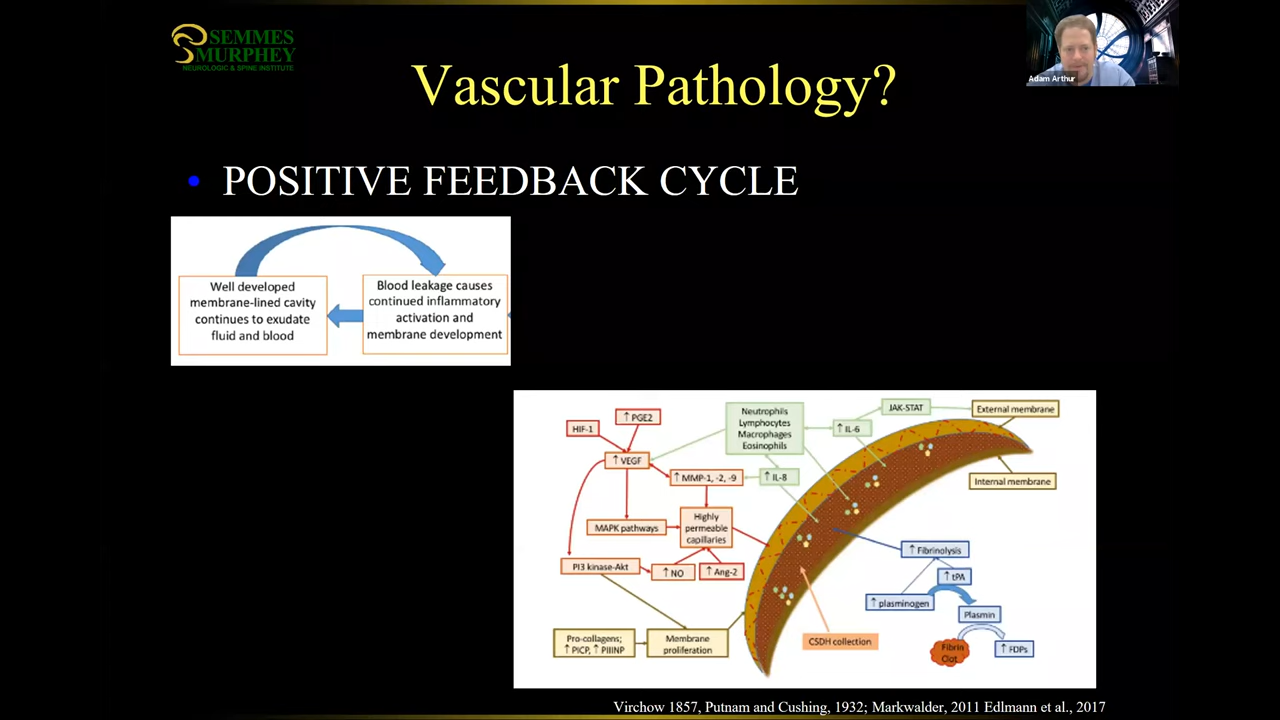 SEMMES
MURPHEY
NEUROLOGIC & SPINE INSTITUTE
Adam Arthur
Vascular Pathology?
• POSITIVE FEEDBACK CYCLE
Well developed
membrane-lined cavity
continues to exudate
fluid and blood
Blood leakage causes
continued inflammatory
activation and
membrane development
HIF-1
↑ PGE2
↑ VEGF
Neutrophils
Lymphocytes
Macrophages
Eosinophils
↑ IL-6
JAK-STAT
External membrane
↑ MMP-1, -2, -9
↑ IL-8
Internal membrane
MAPK pathways
Highly
permeable
capillaries
PI3 kinase-Akt
↑ NO
↑ Ang-2
↑ Fibrinolysis
↑ tPA
↑ plasminogen
Plasmin
Pro-collagens;
↑ PICP, ↑ PIIINP
Membrane
proliferation
CSDH collection
Fibrin
Clot
↑ FDPs
Virchow 1857, Putnam and Cushing, 1932; Markwalder, 2011 Edlmann et al., 2017